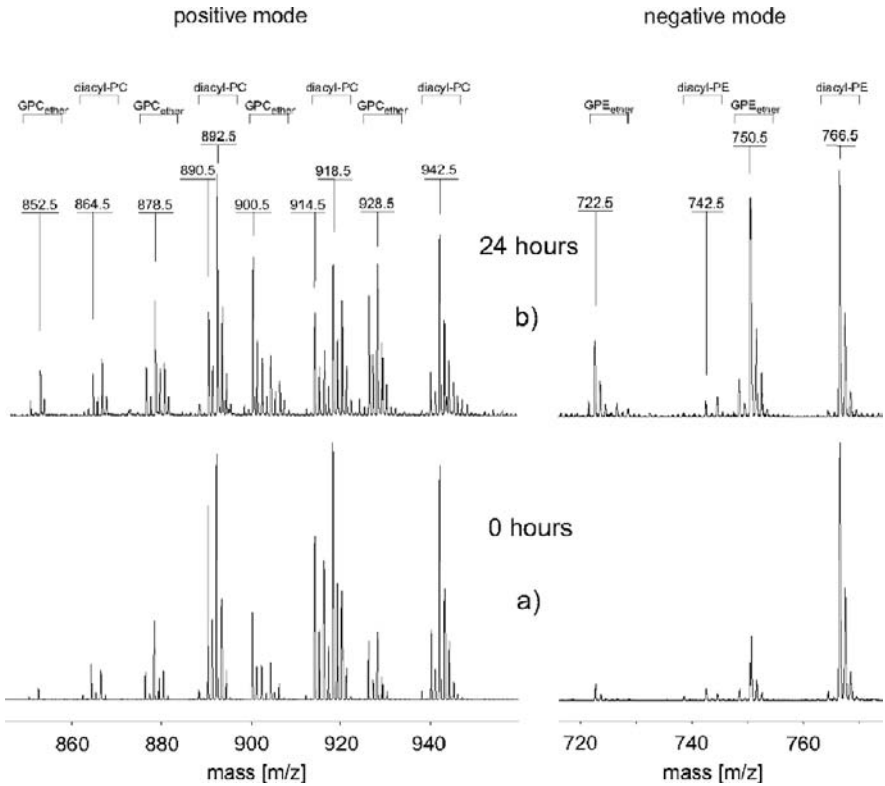 positive mode negative mode
diacyl-PC diacyl-PC diacyl-PC diacyl-PC diacyl-PE diacyl-PE
GPCether GPCether GPCether GPCether GPEether GPEether
892.5 750.5 766.5
890.5 918.5 942.5
852.5 864.5 878.5 900.5 914.5 928.5 722.5 742.5
24 hours
b)
0 hours
a)
860 880 900 920 940 720 740 760
mass [m/z] mass [m/z]